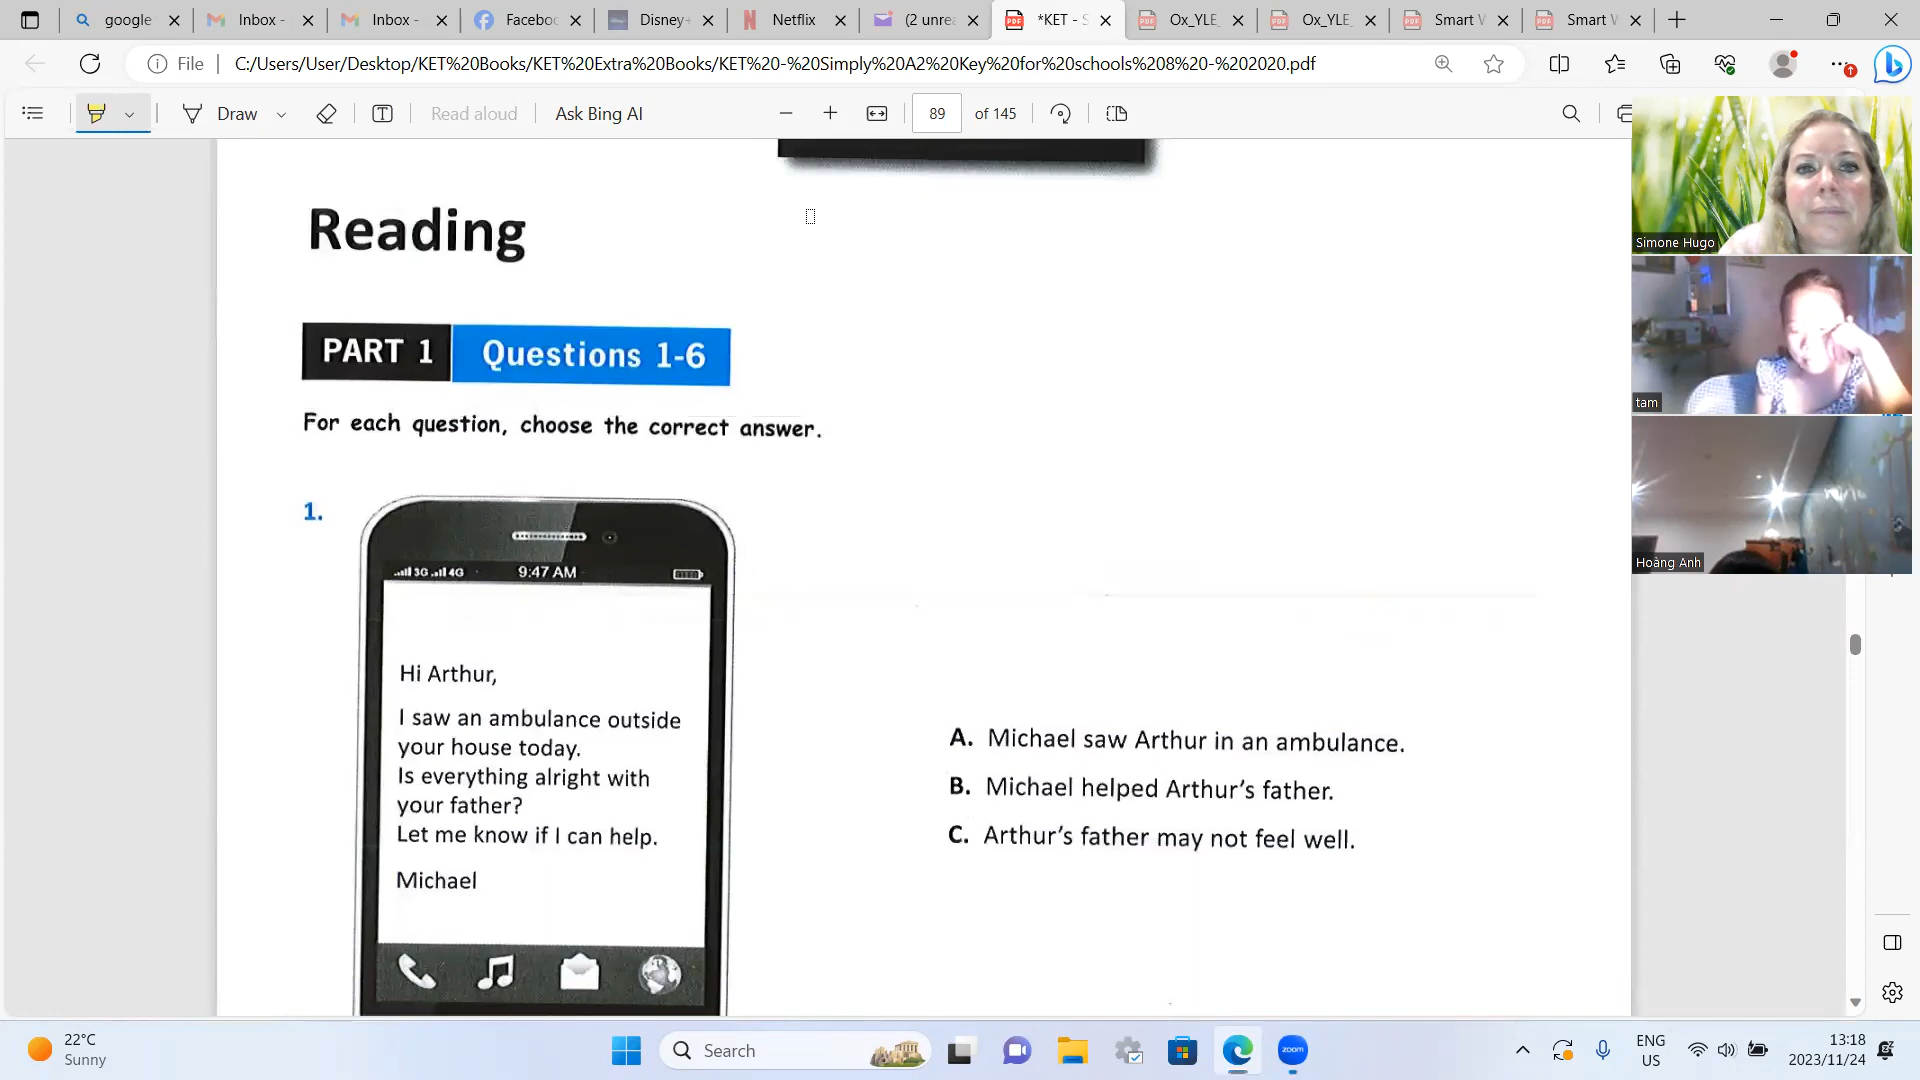 google
Inbox -
Inbox -
Faceboo
Disney+
Netflix
(2 unrea
*KET - S
Ox_YLE_
Ox_YLE_
Smart W
Smart W
File
C:/Users/User/Desktop/KET%20Books/KET%20Extra%20Books/KET%20-%20Simply%20A2%20Key%20for%20schools%208%20-%202020.pdf
Draw
Read aloud
Ask Bing AI
89
of 145
Simone Hugo
tam
Hoàng Anh
Reading
PART 1
Questions 1-6
For each question, choose the correct answer.
1.
3G 4G
9:47 AM
Hi Arthur,
I saw an ambulance outside
your house today.
Is everything alright with
your father?
Let me know if I can help.
Michael
A. Michael saw Arthur in an ambulance.
B. Michael helped Arthur's father.
C. Arthur's father may not feel well.
22°C
Sunny
Search
zoom
ENG
US
13:18
2023/11/24